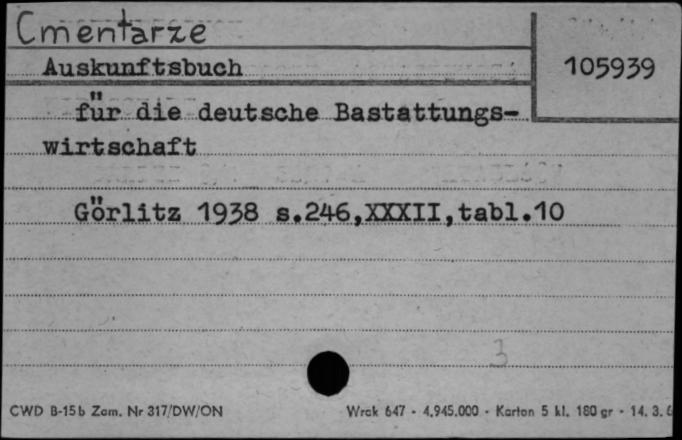 Cmentarze
105939
Auskunftsbuch
für die deutsche Bastattungs-
wirtschaft
Görlitz 1938 s.246,XXXII,tabl.10
3
CWD B-15b Zam. Nr 317/DW/ON
Wrck 647 - 4.945.000 - Karton 5 kl. 180 gr - 14. 3.